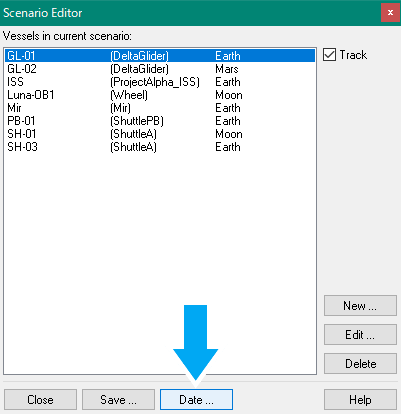 Scenario Editor
x
Vessels in current scenario:
GL-01 (DeltaGlider) Earth
Track
GL-02 (DeltaGlider) Mars
ISS (ProjectAlpha_ISS) Earth
Luna-OB1 (Wheel) Moon
Mir (Mir) Earth
PB-01 (ShuttlePB) Earth
SH-01 (ShuttleA) Moon
SH-03 (ShuttleA) Earth
New ...
Edit ...
Delete
Close Save ... Date ... Help